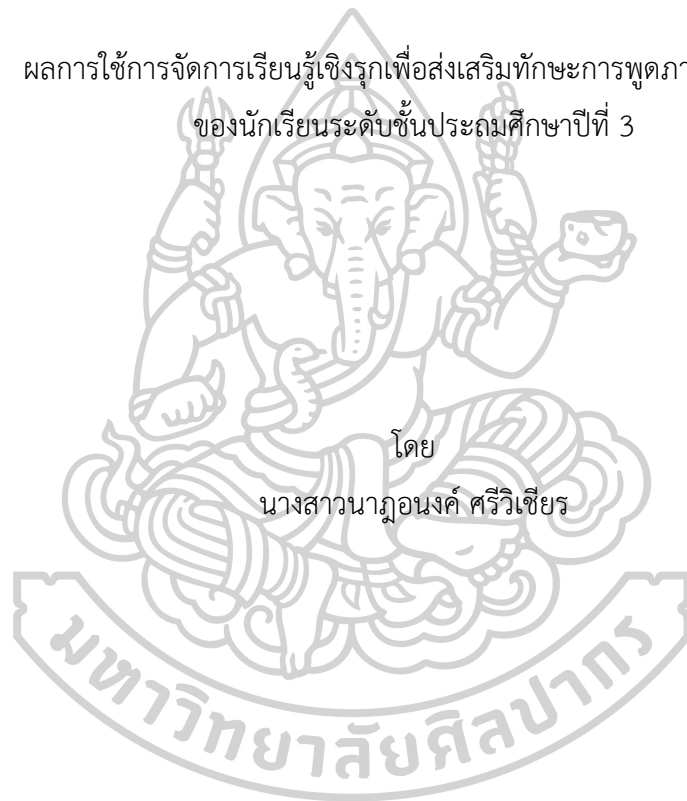 ผลการใช้การจัดการเรียนรู้เชิงรุกเพื่อส่งเสริมทักษะการพูด
ของนักเรียนระดับชั้นประถมศึกษาปีที่ 3
โดย
นางสาวนาฎอนงค์ ศรีวิเชียร
มหาวิทยาลัยศิลปากร